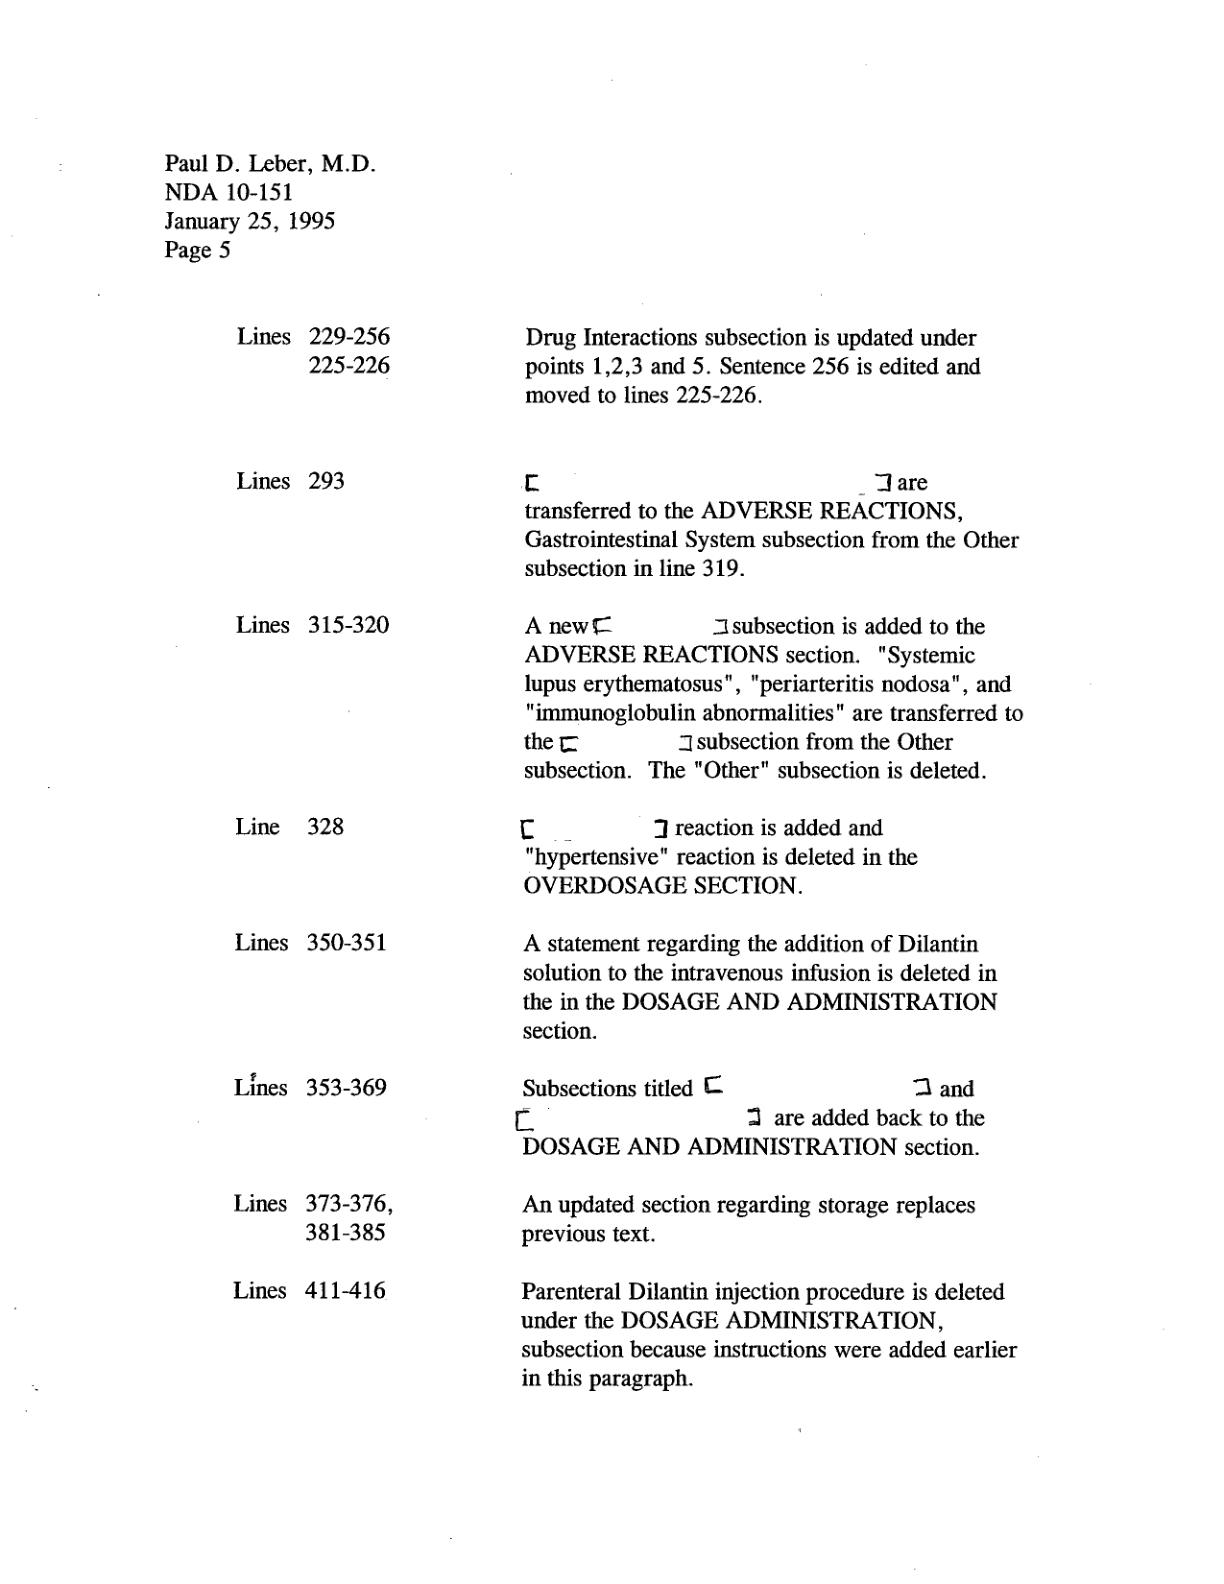 Paul D. Leber, M.D.
NDA 10-151
January 25, 1995
Page 5
Lines 229-256 Drug Interactions subsection is updated under
225-226 points 1,2,3 and 5. Sentence 256 is edited and
moved to lines 225-226.
Lines 293 [ ] are
transferred to the ADVERSE REACTIONS,
Gastrointestinal System subsection from the Other
subsection in line 319.
Lines 315-320 A new [ ] subsection is added to the
ADVERSE REACTIONS section. "Systemic
lupus erythematosus", "periarteritis nodosa", and
"immunoglobulin abnormalities" are transferred to
the [ ] subsection from the Other
subsection. The "Other" subsection is deleted.
Line 328 [ ] reaction is added and
"hypertensive" reaction is deleted in the
OVERDOSAGE SECTION.
Lines 350-351 A statement regarding the addition of Dilantin
solution to the intravenous infusion is deleted in
the in the DOSAGE AND ADMINISTRATION
section.
Lines 353-369 Subsections titled [ ] and
[ ] are added back to the
DOSAGE AND ADMINISTRATION section.
Lines 373-376, An updated section regarding storage replaces
381-385 previous text.
Lines 411-416 Parenteral Dilantin injection procedure is deleted
under the DOSAGE ADMINISTRATION,
subsection because instructions were added earlier
in this paragraph.